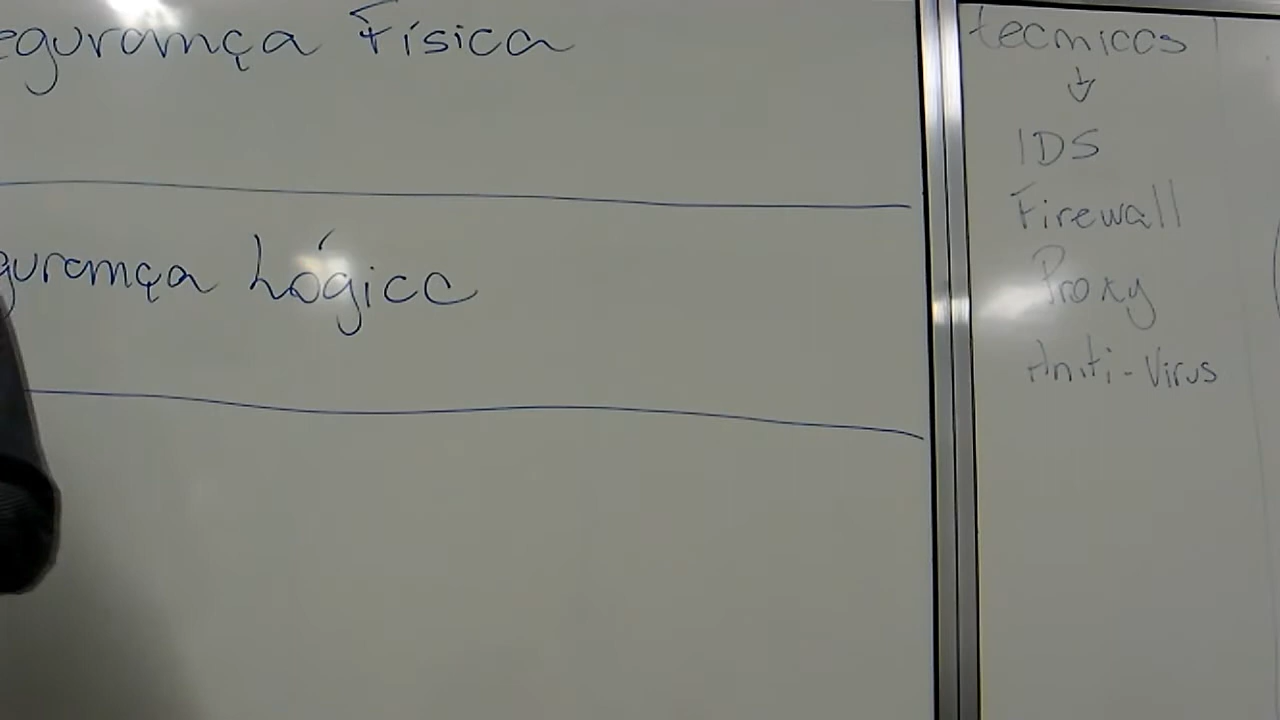 egurança Física
gurança Lógica
tecnicos
IDS
Firewall
Proxy
Anti-Virus